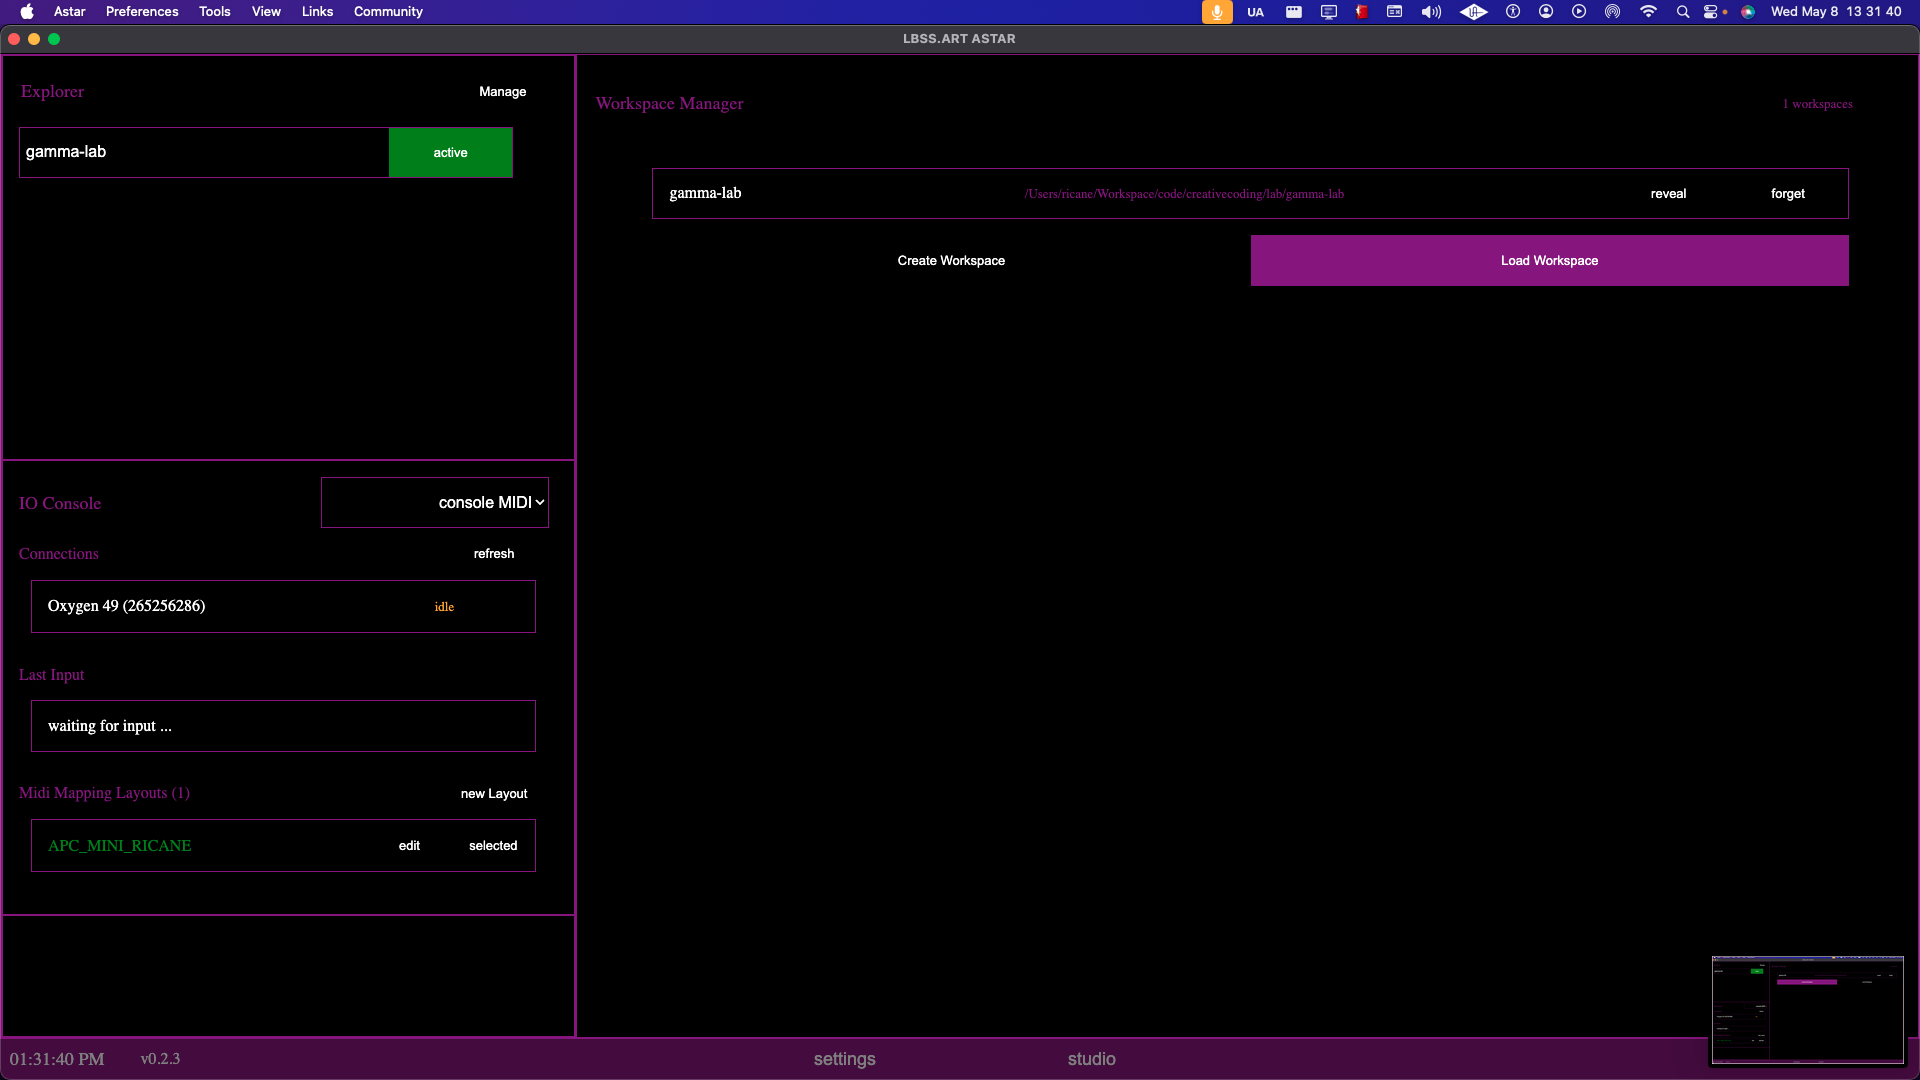 Astar Preferences Tools View Links Community UA Wed May 8 13 31 40
LBSS.ART ASTAR
Explorer Manage
gamma-lab active
IO Console console MIDI
Connections refresh
Oxygen 49 (265256286) idle
Last Input
waiting for input ...
Midi Mapping Layouts (1) new Layout
APC_MINI_RICANE edit selected
Workspace Manager 1 workspaces
gamma-lab /Users/ricane/Workspace/code/creativecoding/lab/gamma-lab reveal forget
Create Workspace Load Workspace
01:31:40 PM v0.2.3 settings studio